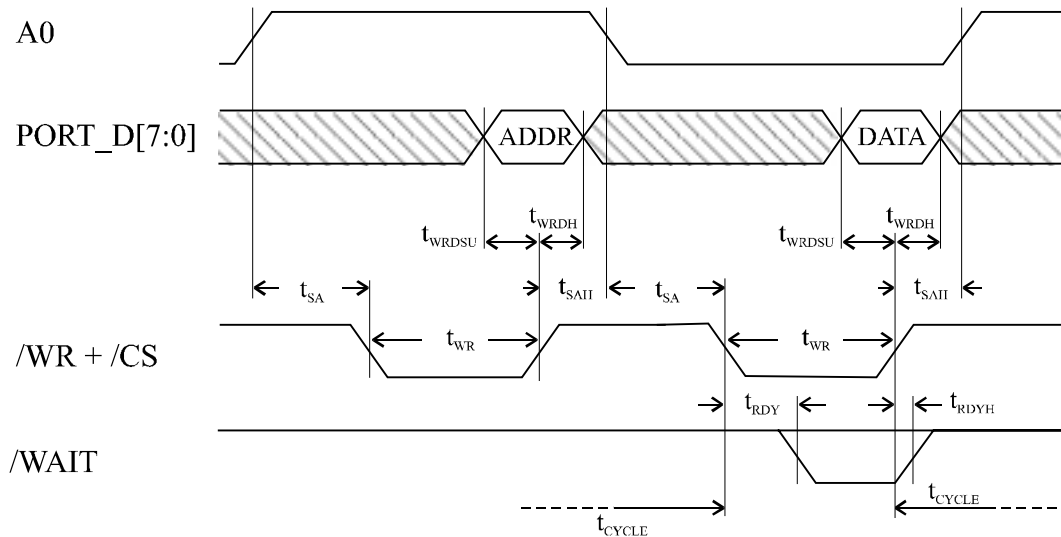 A0
PORT_D[7:0]
ADDR
DATA
tWRDSU
tWRDH
tWRDSU
tWRDH
tSA
tSAH
tSA
tSAH
/WR + /CS
tWR
tWR
tRDY
tRDYH
/WAIT
tCYCLE
tCYCLE